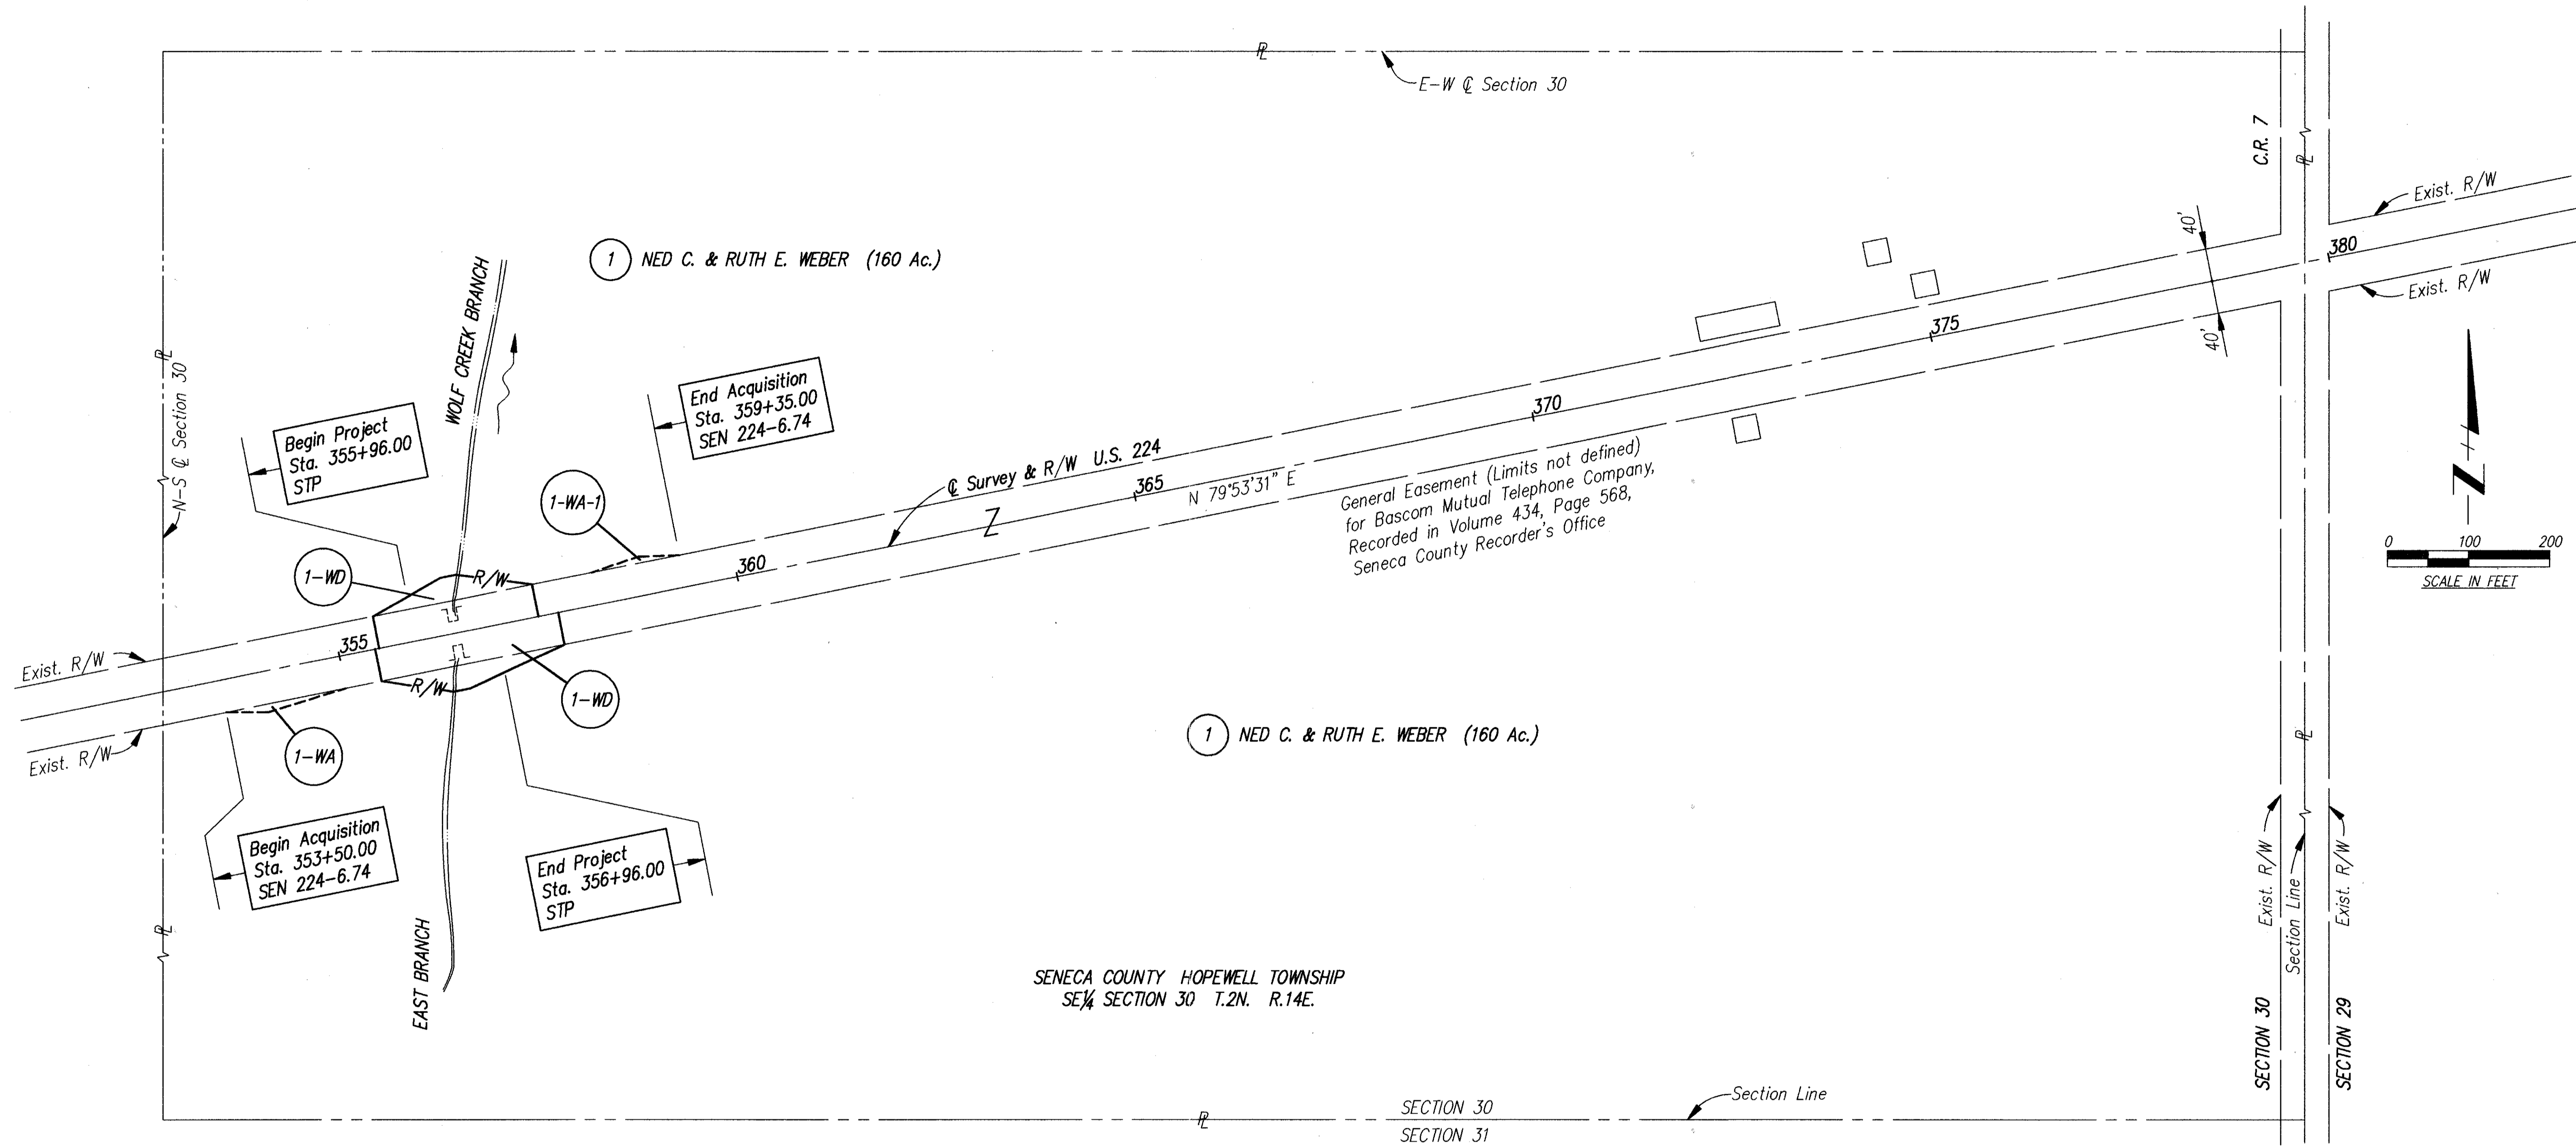 ℄
E-W ℄ Section 30
C.R. 7
Exist. R/W
40'
380
Exist. R/W
1 NED C. & RUTH E. WEBER (160 Ac.)
WOLF CREEK BRANCH
375
40'
N-S ℄ Section 30
End Acquisition
Sta. 359+35.00
SEN 224-6.74
Begin Project
Sta. 355+96.00
STP
370
℄ Survey & R/W U.S. 224
365
N 79°53'31" E
General Easement (Limits not defined)
for Bascom Mutual Telephone Company,
Recorded in Volume 434, Page 568,
Seneca County Recorder's Office
Z
N
0 100 200
SCALE IN FEET
1-WA-1
360
1-WD
R/W
355
Exist. R/W
R/W
1-WD
Exist. R/W
1-WA
1 NED C. & RUTH E. WEBER (160 Ac.)
Begin Acquisition
Sta. 353+50.00
SEN 224-6.74
End Project
Sta. 356+96.00
STP
EAST BRANCH
Exist. R/W
Section Line
Exist. R/W
SENECA COUNTY HOPEWELL TOWNSHIP
SE¼ SECTION 30 T.2N. R.14E.
SECTION 30
SECTION 29
Section Line
SECTION 30
SECTION 31